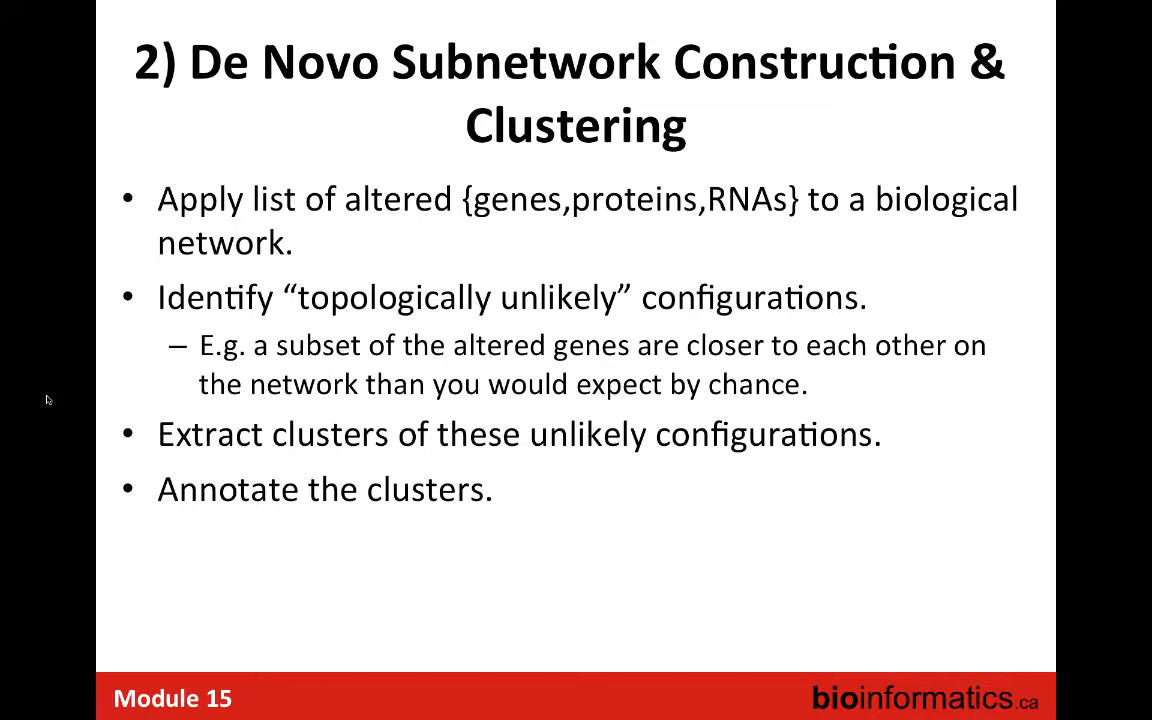 2) De Novo Subnetwork Construction &
Clustering
• Apply list of altered {genes,proteins,RNAs} to a biological
network.
• Identify “topologically unlikely” configurations.
– E.g. a subset of the altered genes are closer to each other on
the network than you would expect by chance.
• Extract clusters of these unlikely configurations.
• Annotate the clusters.
Module 15
bioinformatics.ca